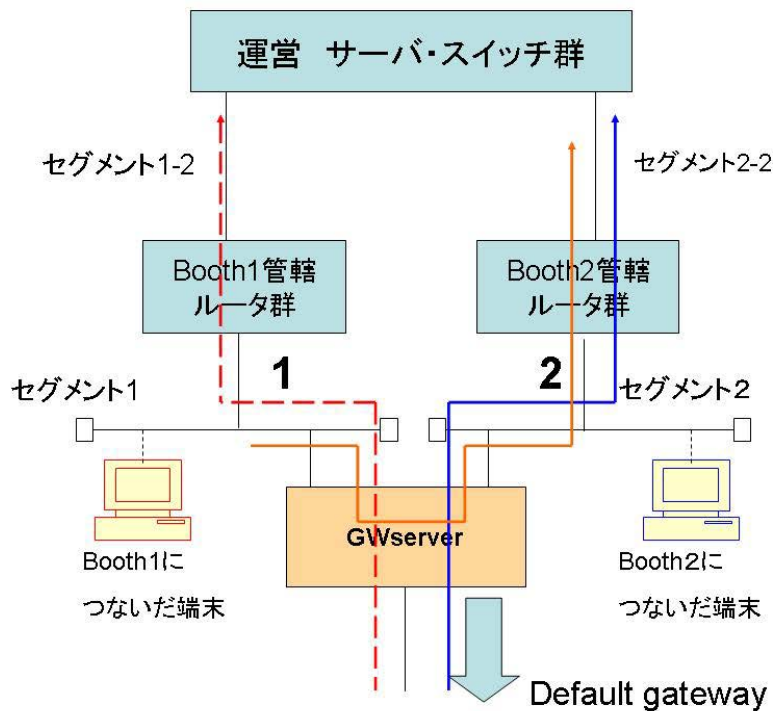 運営　サーバ・スイッチ群
セグメント1-2
セグメント2-2
Booth1管轄
ルータ群
Booth2管轄
ルータ群
1
2
セグメント1
セグメント２
GWserver
Booth1に
つないだ端末
Booth２に
つないだ端末
Default gateway